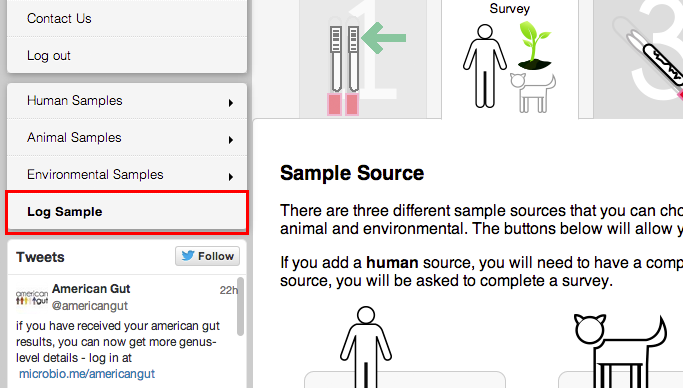 Contact Us
Log out
Human Samples
Animal Samples
Environmental Samples
Log Sample
Tweets
Follow
American Gut
22h
@americangut
american
gut
if you have received your american gut
results, you can now get more genus-
level details - log in at
microbio.me/americangut
1
Survey
3
Sample Source
There are three different sample sources that you can cho
animal and environmental. The buttons below will allow y
If you add a human source, you will need to have a comp
source, you will be asked to complete a survey.